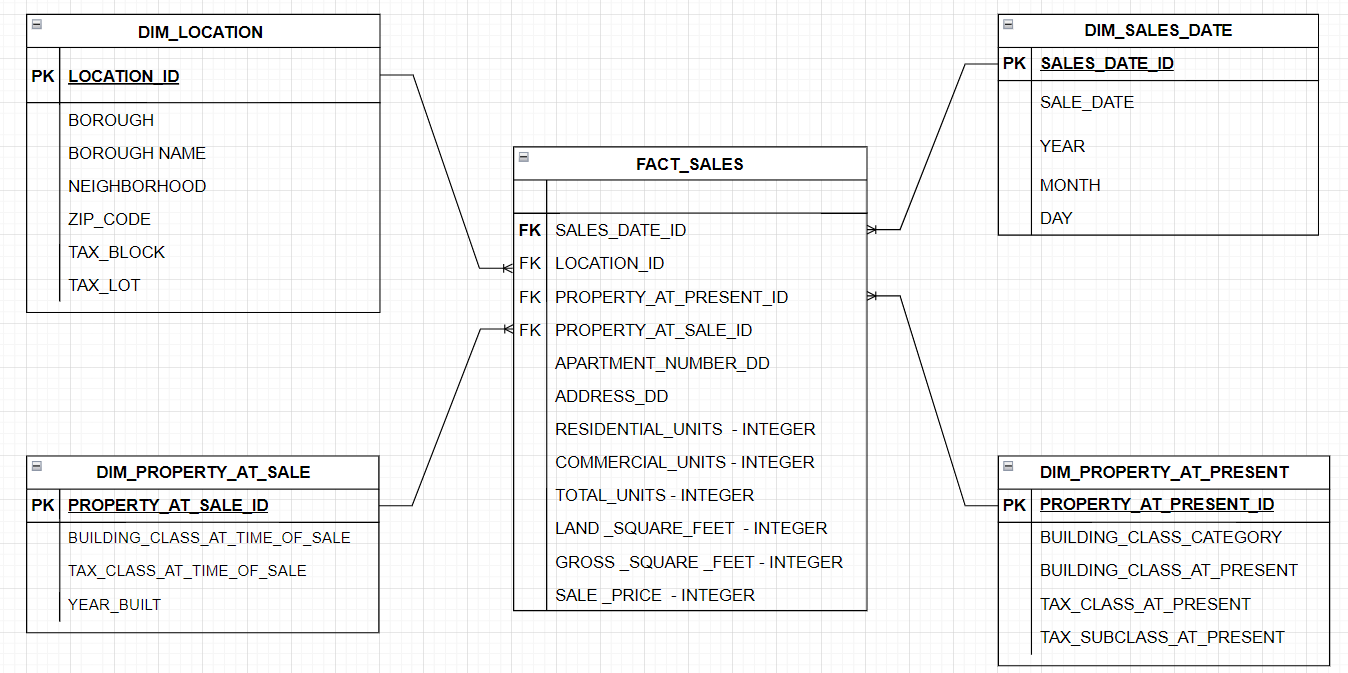 DIM_LOCATION
PK LOCATION_ID
BOROUGH
BOROUGH NAME
NEIGHBORHOOD
ZIP_CODE
TAX_BLOCK
TAX_LOT
DIM_SALES_DATE
PK SALES_DATE_ID
SALE_DATE
YEAR
MONTH
DAY
FACT_SALES
FK SALES_DATE_ID
FK LOCATION_ID
FK PROPERTY_AT_PRESENT_ID
FK PROPERTY_AT_SALE_ID
APARTMENT_NUMBER_DD
ADDRESS_DD
RESIDENTIAL_UNITS - INTEGER
COMMERCIAL_UNITS - INTEGER
TOTAL_UNITS - INTEGER
LAND _SQUARE_FEET - INTEGER
GROSS _SQUARE _FEET - INTEGER
SALE _PRICE - INTEGER
DIM_PROPERTY_AT_SALE
PK PROPERTY_AT_SALE_ID
BUILDING_CLASS_AT_TIME_OF_SALE
TAX_CLASS_AT_TIME_OF_SALE
YEAR_BUILT
DIM_PROPERTY_AT_PRESENT
PK PROPERTY_AT_PRESENT_ID
BUILDING_CLASS_CATEGORY
BUILDING_CLASS_AT_PRESENT
TAX_CLASS_AT_PRESENT
TAX_SUBCLASS_AT_PRESENT